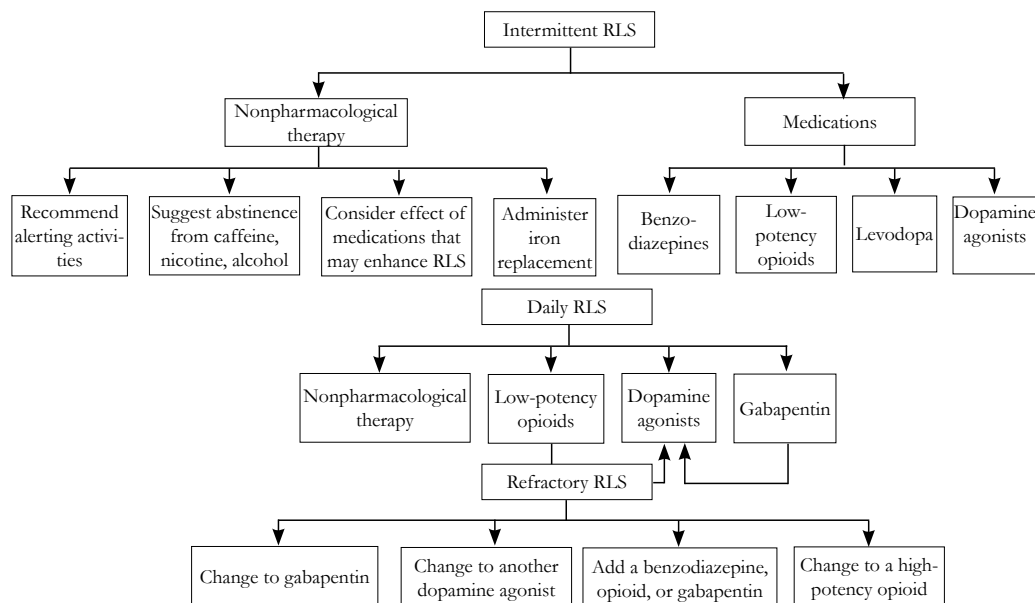 Intermittent RLS
Nonpharmacological
therapy
Medications
Recommend
alerting activi-
ties
Suggest abstinence
from caffeine,
nicotine, alcohol
Consider effect of
medications that
may enhance RLS
Administer
iron
replacement
Benzo-
diazepines
Low-
potency
opioids
Levodopa
Dopamine
agonists
Daily RLS
Nonpharmacological
therapy
Low-potency
opioids
Dopamine
agonists
Gabapentin
Refractory RLS
Change to gabapentin
Change to another
dopamine agonist
Add a benzodiazepine,
opioid, or gabapentin
Change to a high-
potency opioid